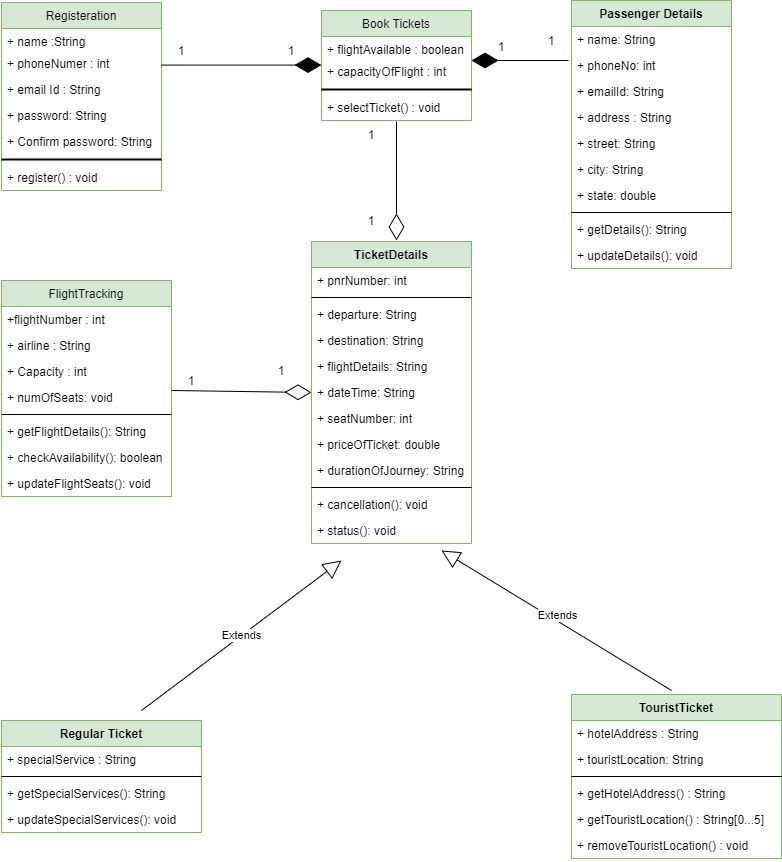 Registeration
+ name :String
+ phoneNumer : int
+ email Id : String
+ password: String
+ Confirm password: String
+ register() : void
1
1
Book Tickets
+ flightAvailable : boolean
+ capacityOfFlight : int
+ selectTicket() : void
1
1
Passenger Details
+ name: String
+ phoneNo: int
+ emailId: String
+ address : String
+ street: String
+ city: String
+ state: double
+ getDetails(): String
+ updateDetails(): void
1
1
TicketDetails
+ pnrNumber: int
+ departure: String
+ destination: String
+ flightDetails: String
+ dateTime: String
+ seatNumber: int
+ priceOfTicket: double
+ durationOfJourney: String
+ cancellation(): void
+ status(): void
FlightTracking
+flightNumber : int
+ airline : String
+ Capacity : int
+ numOfSeats: void
+ getFlightDetails(): String
+ checkAvailability(): boolean
+ updateFlightSeats(): void
1
1
Extends
Extends
Regular Ticket
+ specialService : String
+ getSpecialServices(): String
+ updateSpecialServices(): void
TouristTicket
+ hotelAddress : String
+ touristLocation: String
+ getHotelAddress() : String
+ getTouristLocation() : String[0...5]
+ removeTouristLocation() : void